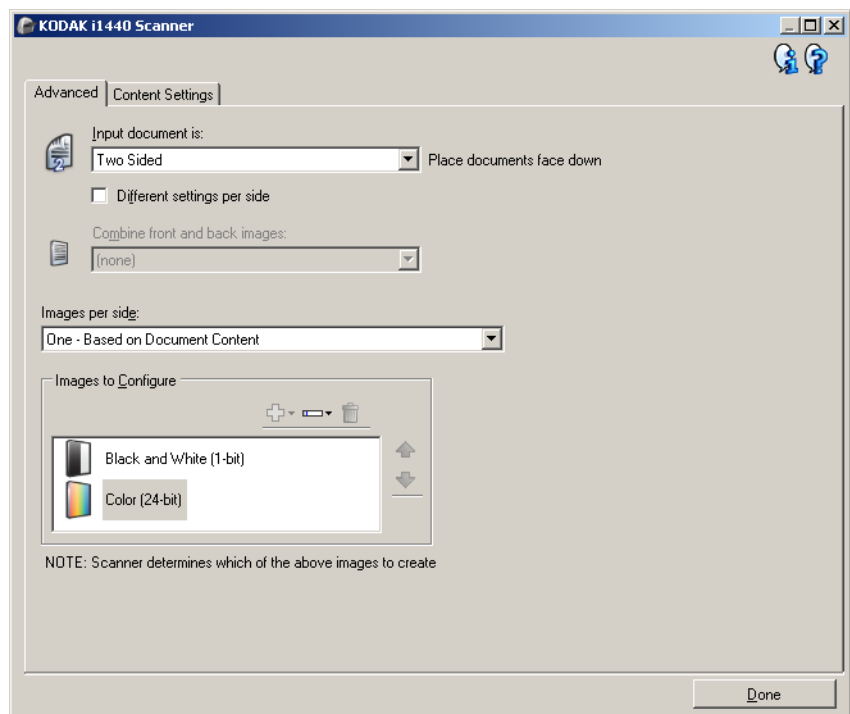 KODAK i1440 Scanner
Advanced
Content Settings
Input document is:
Two Sided
Place documents face down
Different settings per side
Combine front and back images:
(none)
Images per side:
One - Based on Document Content
Images to Configure
Black and White (1-bit)
Color (24-bit)
NOTE: Scanner determines which of the above images to create
Done